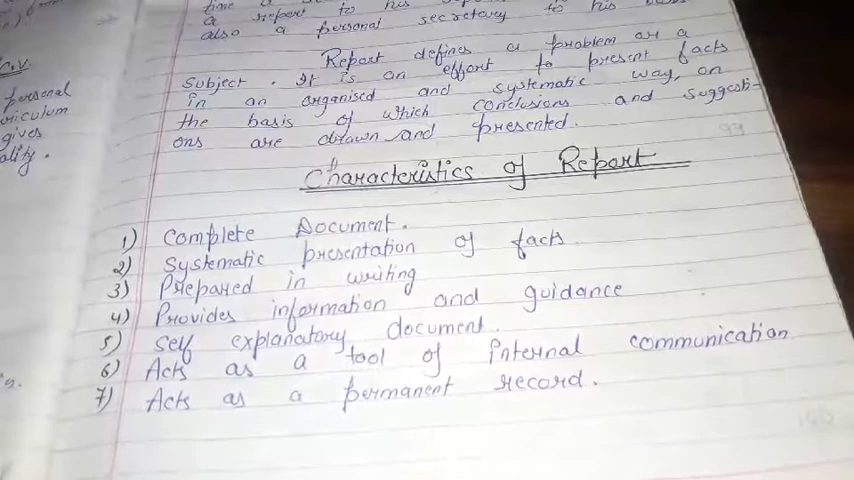 time a
a report to his
also a personal secretary to his
Report defines a problem or a
Subject. It is an effort to present facts
in an organised and systematic way, on
the basis of which conclusions and suggesti-
ons are drawn and presented.
Characteristics of Report
1) Complete Document.
2) Systematic presentation of facts
3) Prepared in writing
4) Provides information and guidance
5) self explanatory document.
6) Acts as a tool of internal communication
7) Acts as a permanent record.
C.V.
personal
gives